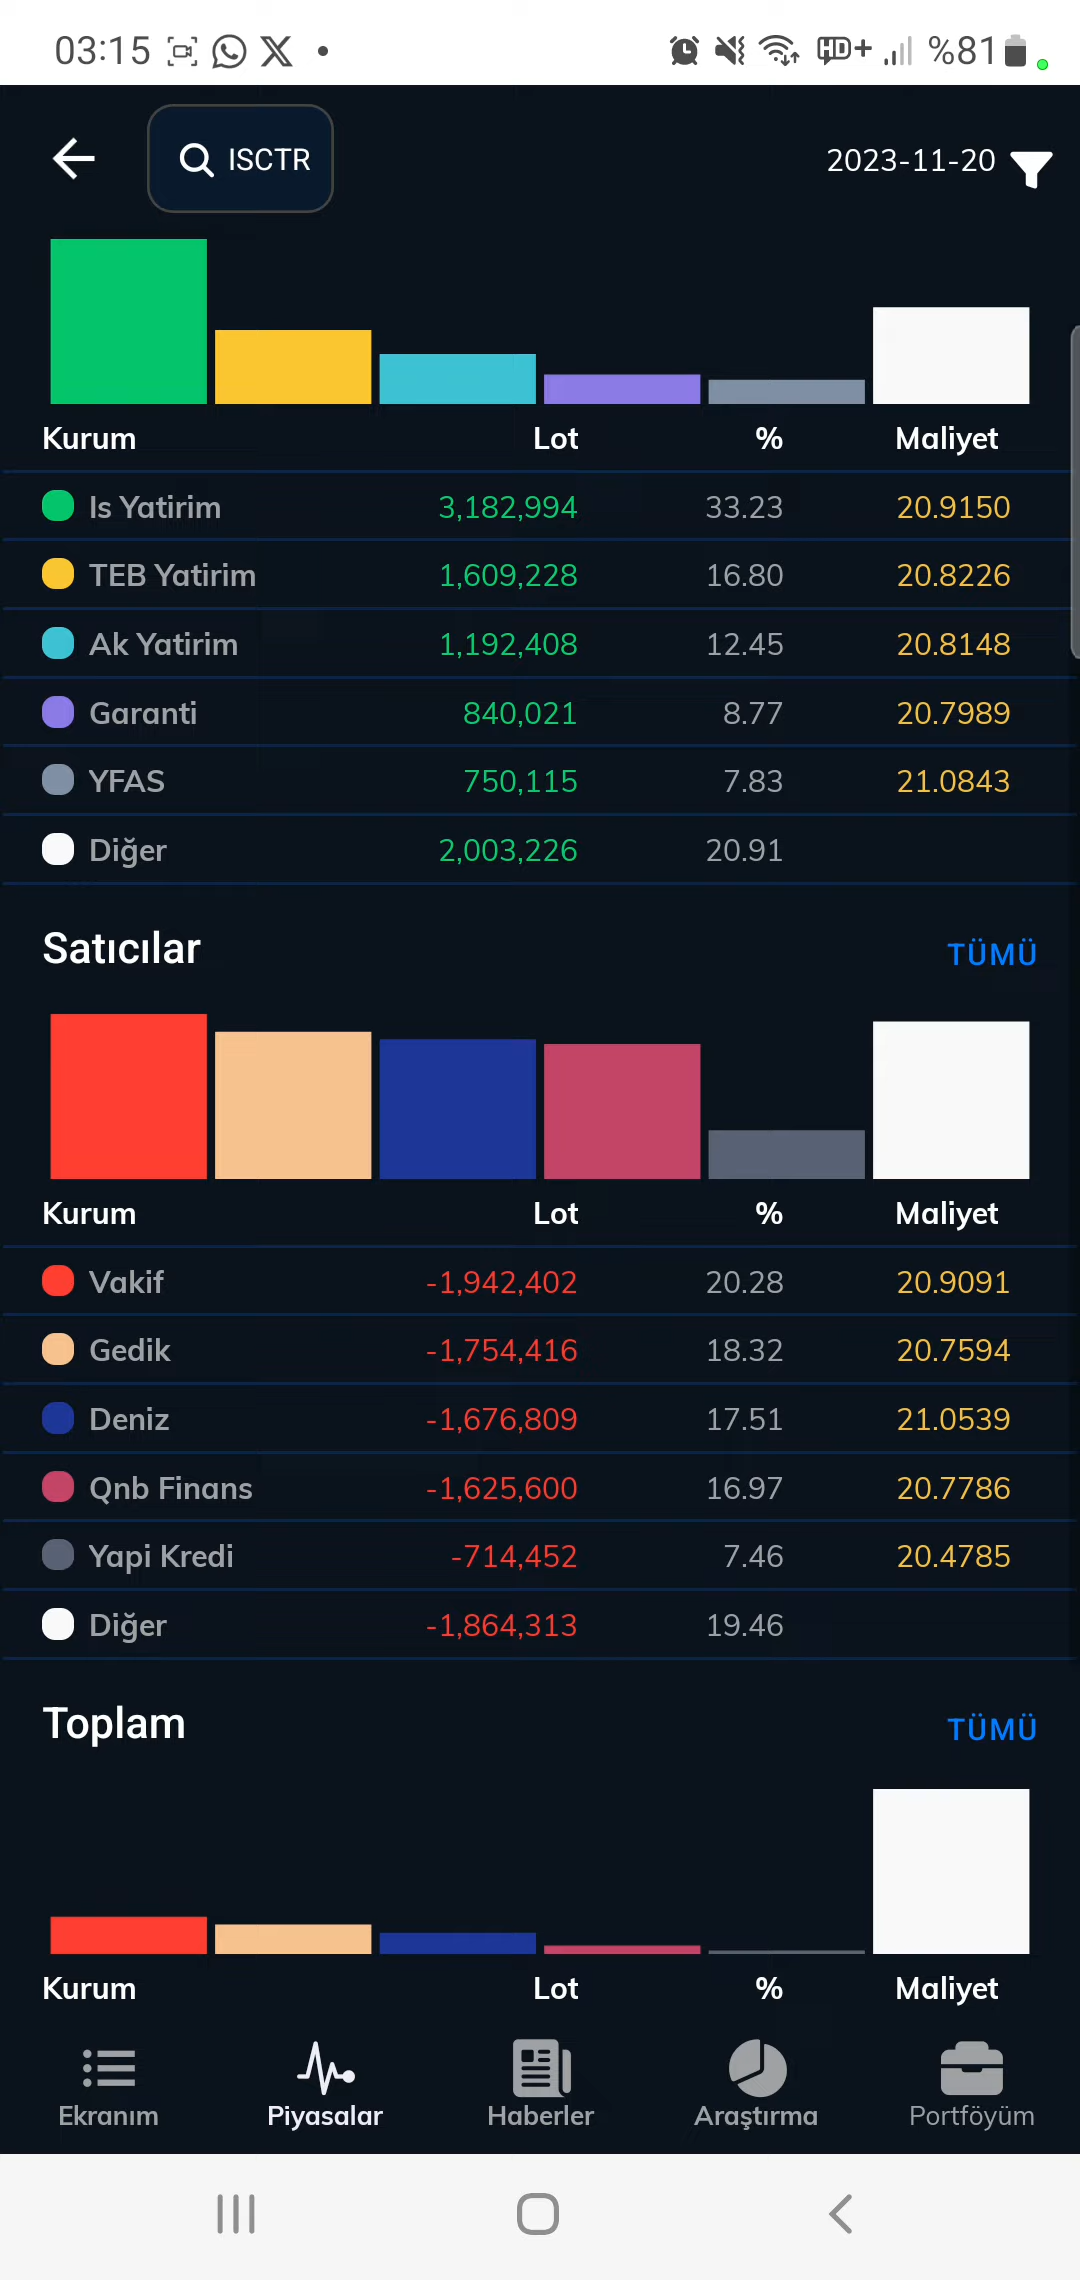 03:15 %81
ISCTR 2023-11-20
Kurum Lot % Maliyet
Is Yatirim 3,182,994 33.23 20.9150
TEB Yatirim 1,609,228 16.80 20.8226
Ak Yatirim 1,192,408 12.45 20.8148
Garanti 840,021 8.77 20.7989
YFAS 750,115 7.83 21.0843
Diğer 2,003,226 20.91
Satıcılar TÜMÜ
Kurum Lot % Maliyet
Vakif -1,942,402 20.28 20.9091
Gedik -1,754,416 18.32 20.7594
Deniz -1,676,809 17.51 21.0539
Qnb Finans -1,625,600 16.97 20.7786
Yapi Kredi -714,452 7.46 20.4785
Diğer -1,864,313 19.46
Toplam TÜMÜ
Kurum Lot % Maliyet
Ekranım Piyasalar Haberler Araştırma Portföyüm